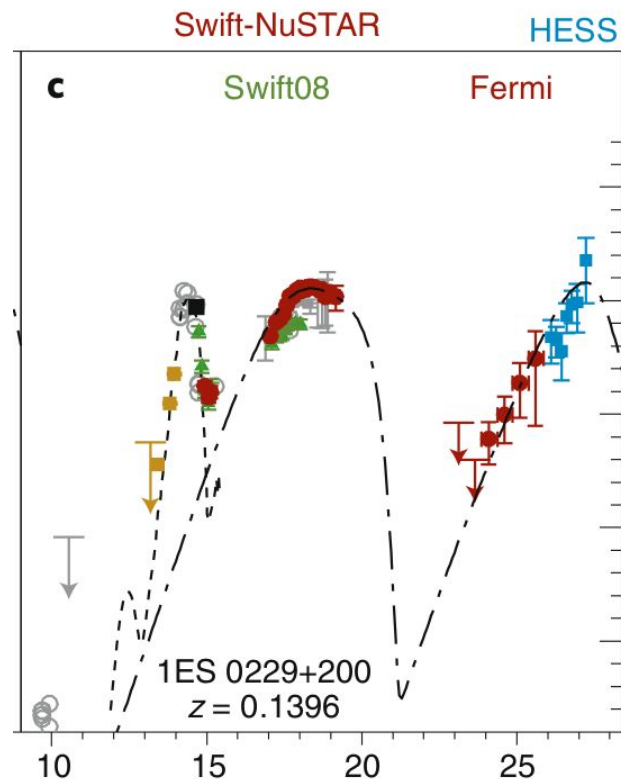 Swift-NuSTAR HESS
c Swift08 Fermi
1ES 0229+200
z = 0.1396
10 15 20 25